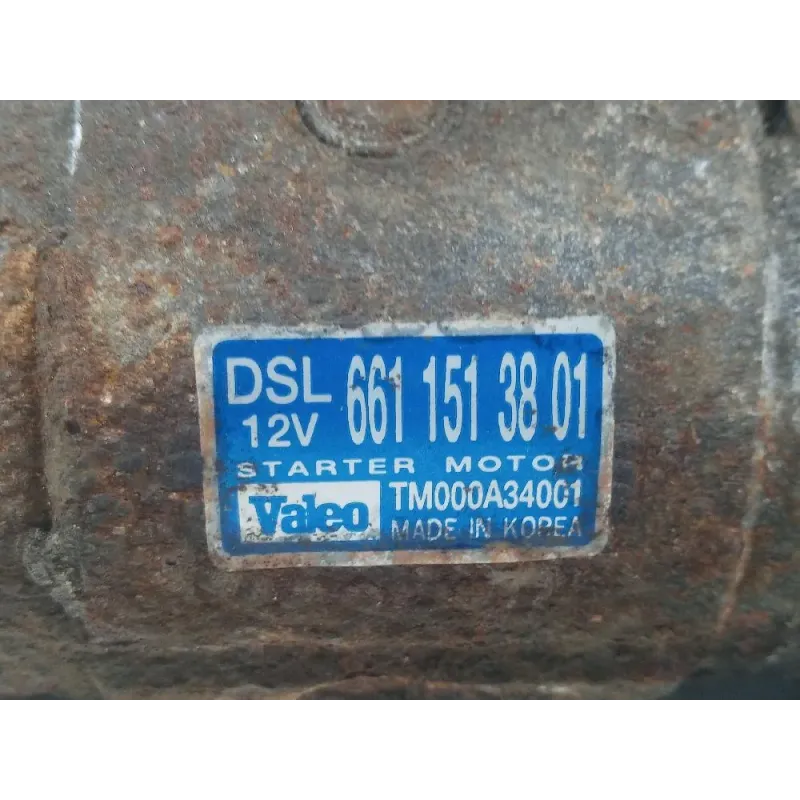 DSL 661 151 38 01
12V
STARTER MOTOR
Valeo TM000A34001
MADE IN KOREA